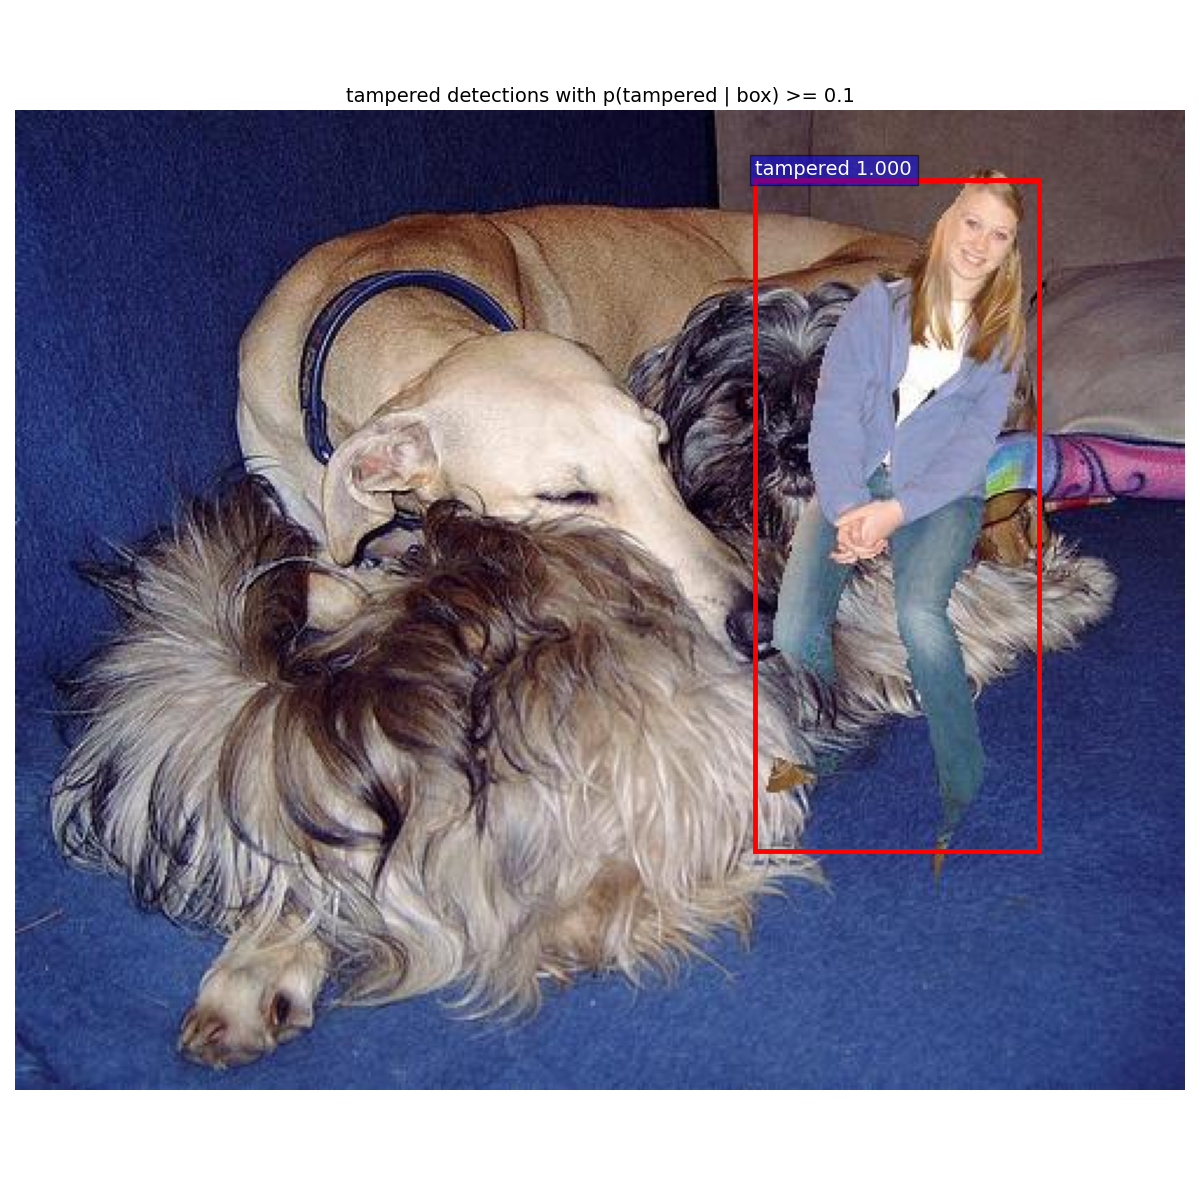 tampered detections with p(tampered | box) >= 0.1
tampered 1.000